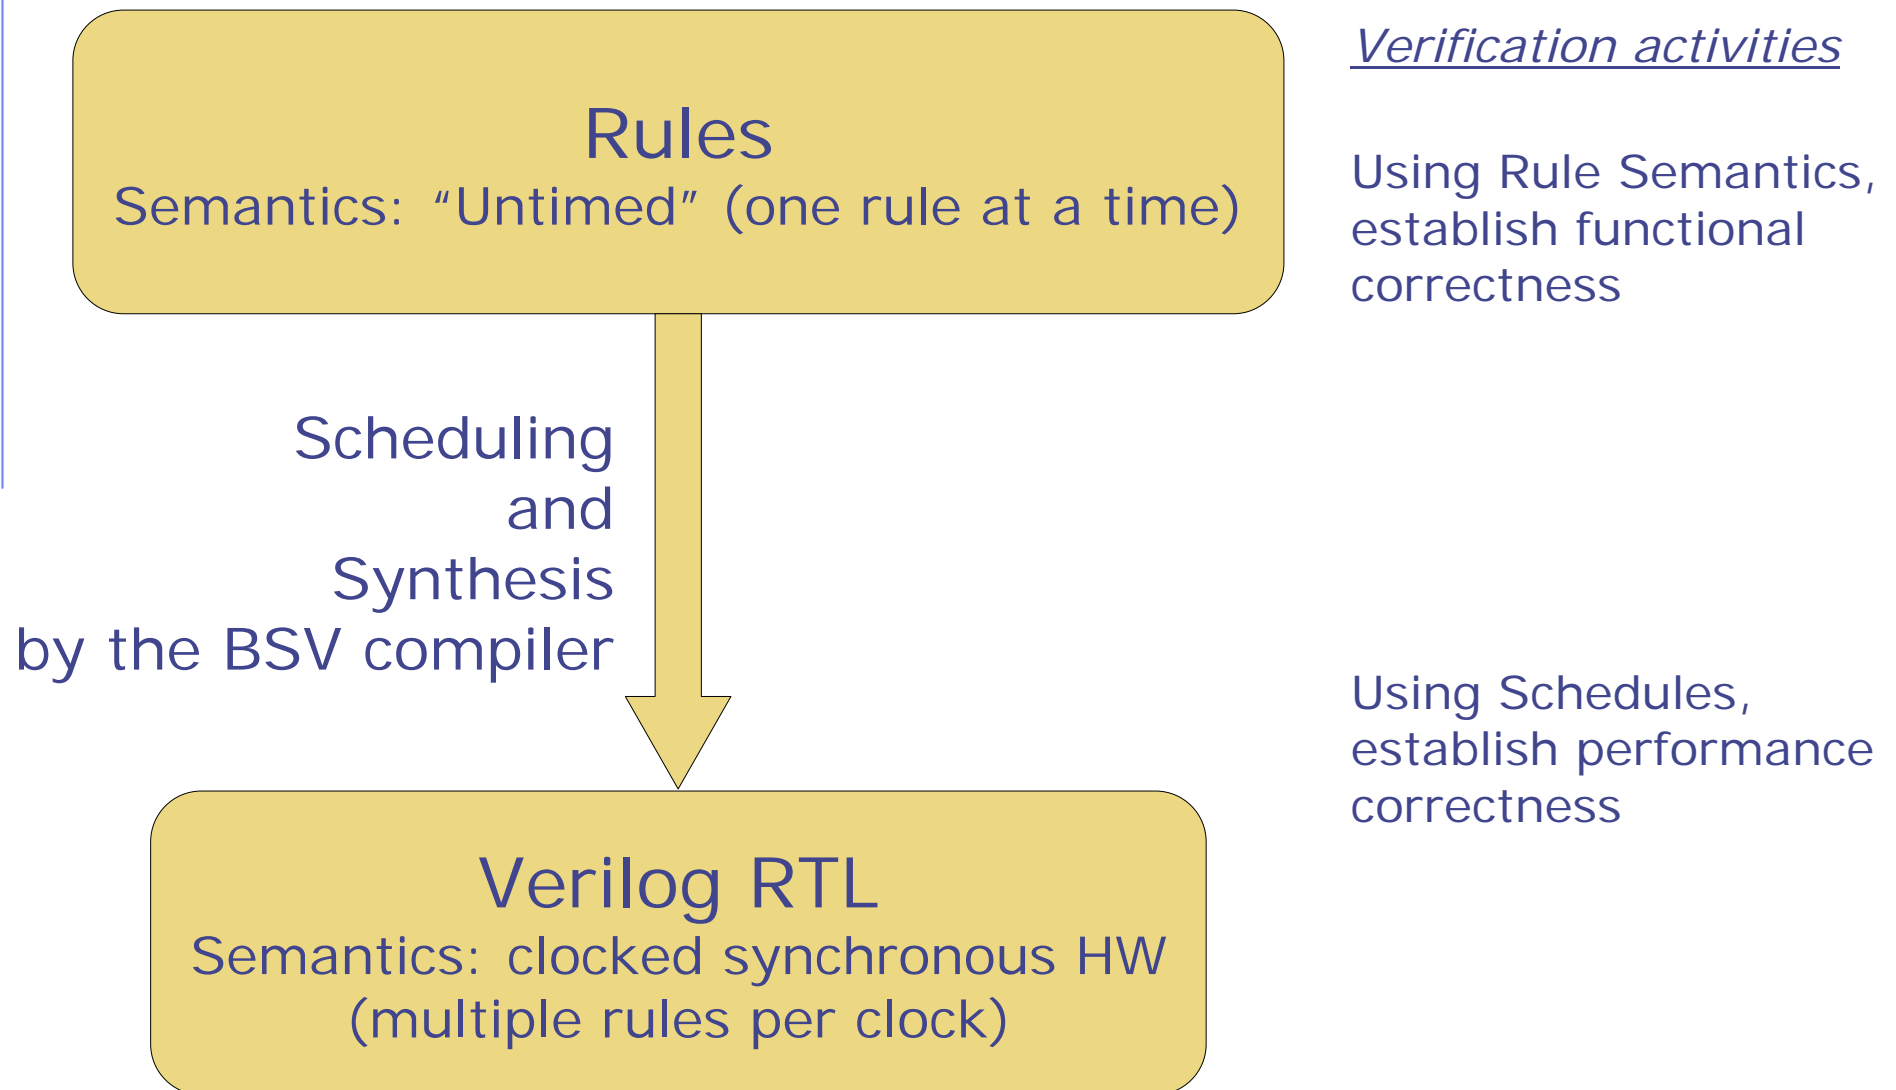 Rules
Semantics: “Untimed” (one rule at a time)
Scheduling
and
Synthesis
by the BSV compiler
Verilog RTL
Semantics: clocked synchronous HW
(multiple rules per clock)
Verification activities
Using Rule Semantics,
establish functional
correctness
Using Schedules,
establish performance
correctness